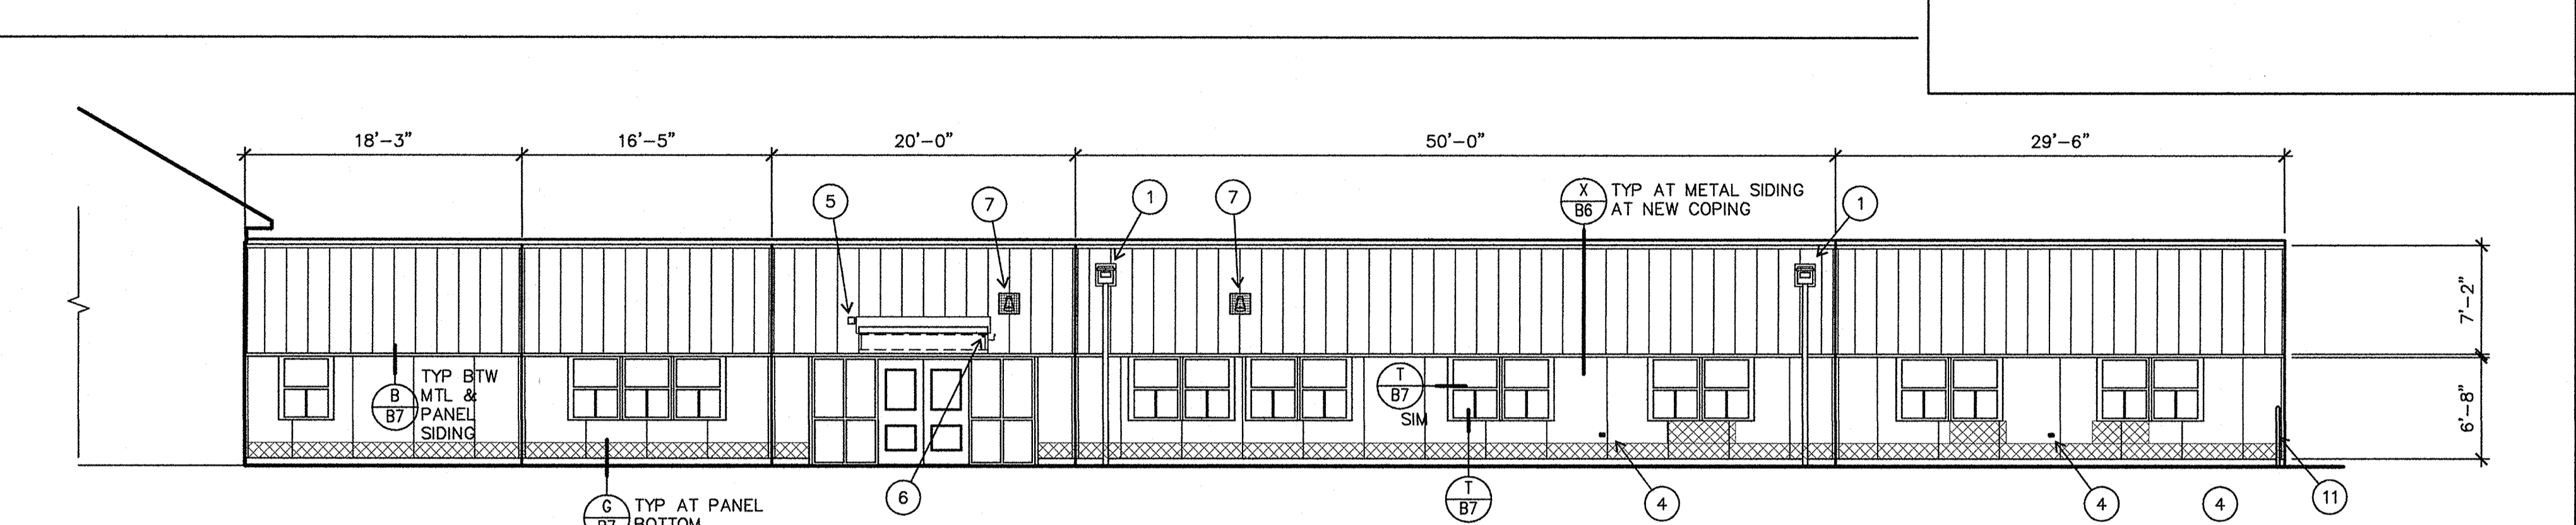 18'-3"
16'-5"
20'-0"
50'-0"
29'-6"
5
7
1
7
X
B6
TYP AT METAL SIDING
AT NEW COPING
1
7'-2"
B
B7
TYP BTW
MTL &
PANEL
SIDING
T
B7
SIM
6'-8"
G
B7
TYP AT PANEL
BOTTOM
6
T
B7
4
4
4
11